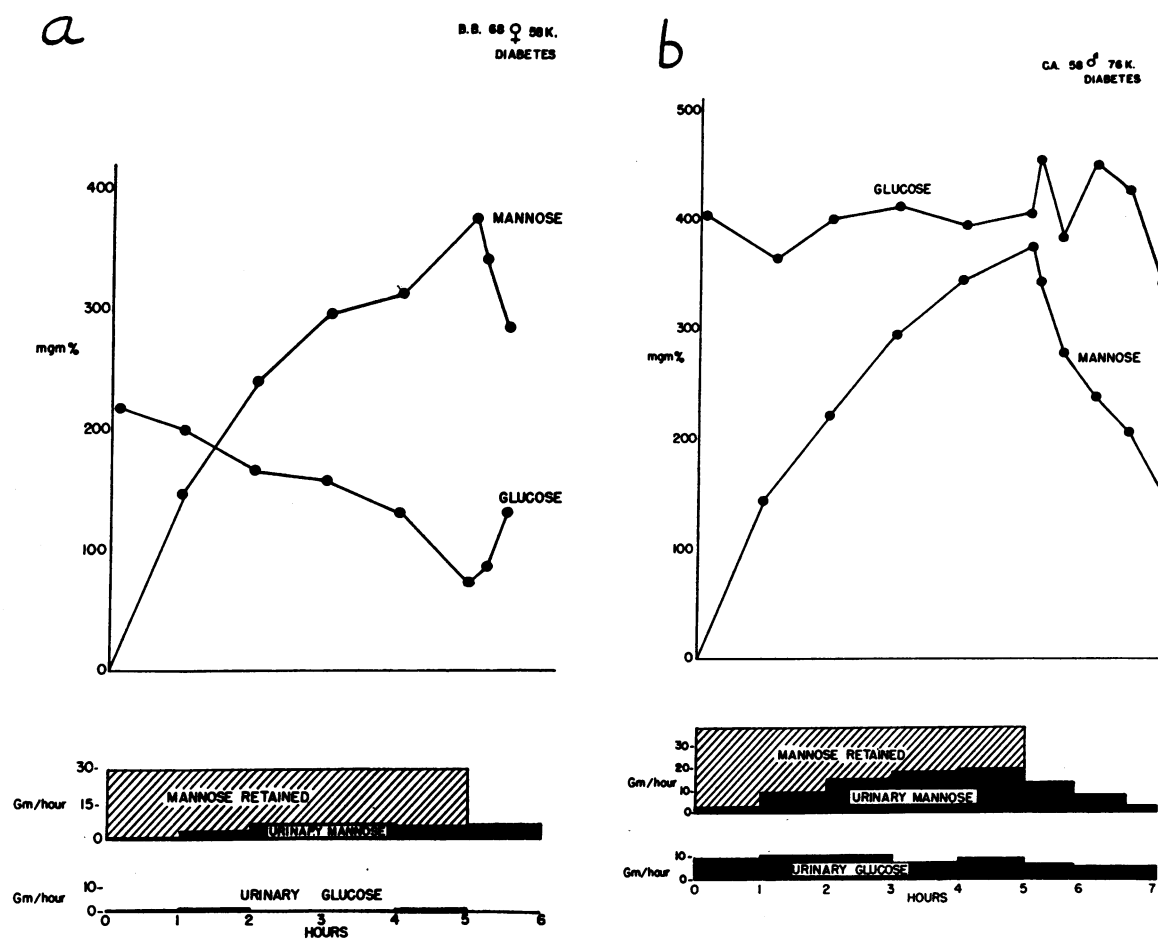 a
B.B. 68 ♀ 58K.
DIABETES
400
MANNOSE
300
mgm%
200
GLUCOSE
100
0
30-
MANNOSE RETAINED
Gm/hour
15-
URINARY MANNOSE
0
10-
URINARY GLUCOSE
Gm/hour
0-
0 1 2 3 4 5 6
HOURS
b
CA. 58 ♂ 76 K.
DIABETES
500
GLUCOSE
400
300
mgm%
MANNOSE
200
100
0
30-
MANNOSE RETAINED
20-
Gm/hour
10-
URINARY MANNOSE
0
10-
Gm/hour
URINARY GLUCOSE
0-
0 1 2 3 4 5 6 7
HOURS